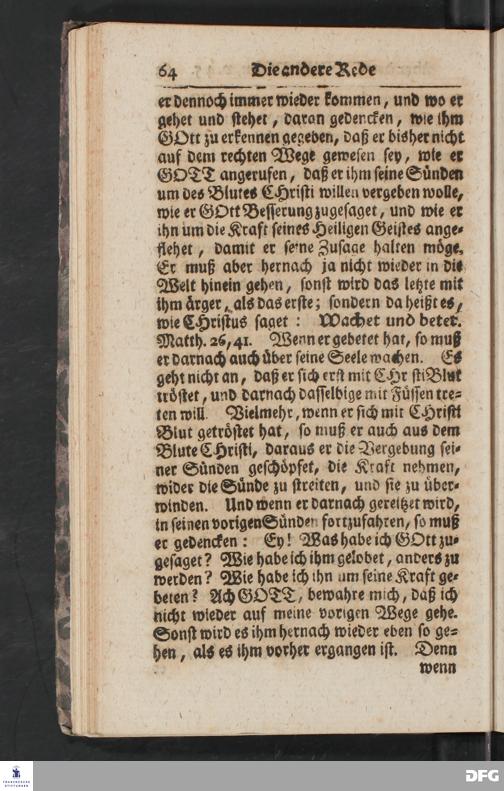 64 Die andere Rede
er dennoch immer wieder kommen, und wo er
gehet und stehet, daran gedencken, wie ihm
GOtt zu erkennen gegeben, daß er bisher nicht
auf dem rechten Wege gewesen sey, wie er
GOTT angerufen, daß er ihm seine Sünden
um des Blutes CHristi willen vergeben wolle,
wie er GOtt Besserung zugesaget, und wie er
ihn um die Kraft seines Heiligen Geistes ange-
flehet, damit er seine Zusage halten möge.
Er muß aber hernach ja nicht wieder in die
Welt hinein gehen, sonst wird das letzte mit
ihm ärger, als das erste; sondern da heißt es,
wie CHristus saget: Wachet und betet.
Matth. 26, 41. Wenn er gebetet hat, so muß
er darnach auch über seine Seele wachen. Es
geht nicht an, daß er sich erst mit CHristi Blut
tröstet, und darnach dasselbige mit Füssen tre-
ten will. Vielmehr, wenn er sich mit CHristi
Blut getröstet hat, so muß er auch aus dem
Blute CHristi, daraus er die Vergebung sei-
ner Sünden geschöpfet, die Kraft nehmen,
wider die Sünde zu streiten, und sie zu über-
winden. Und wenn er darnach gereitzet wird,
in seinen vorigen Sünden fortzufahren, so muß
er gedencken: Ey! Was habe ich GOtt zu-
gesaget? Wie habe ich ihm gelobet, anders zu
werden? Wie habe ich ihn um seine Kraft ge-
beten? Ach GOTT, bewahre mich, daß ich
nicht wieder auf meine vorigen Wege gehe.
Sonst wird es ihm hernach wieder eben so ge-
hen, als es ihm vorher ergangen ist. Denn
wenn
FRANCKESCHE
STIFTUNGEN
DFG